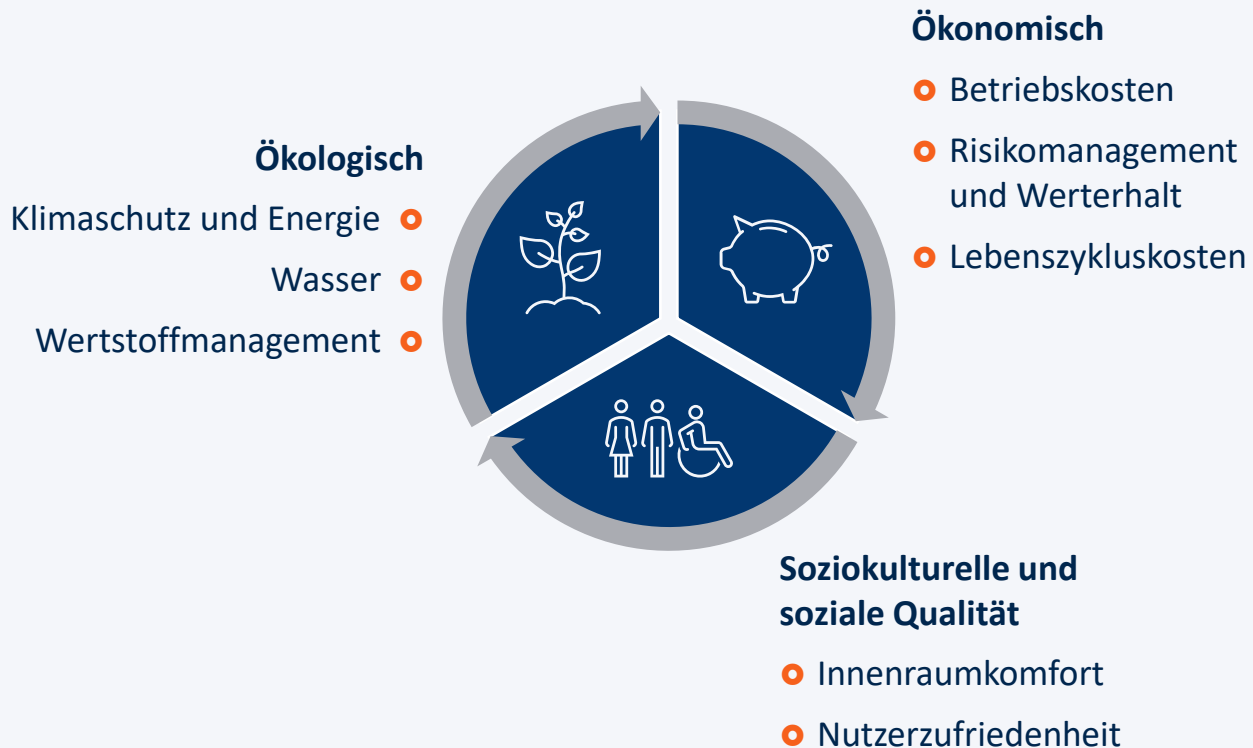 Ökonomisch
Betriebskosten
Risikomanagement
und Werterhalt
Lebenszykluskosten
Ökologisch
Klimaschutz und Energie
Wasser
Wertstoffmanagement
Soziokulturelle und
soziale Qualität
Innenraumkomfort
Nutzerzufriedenheit